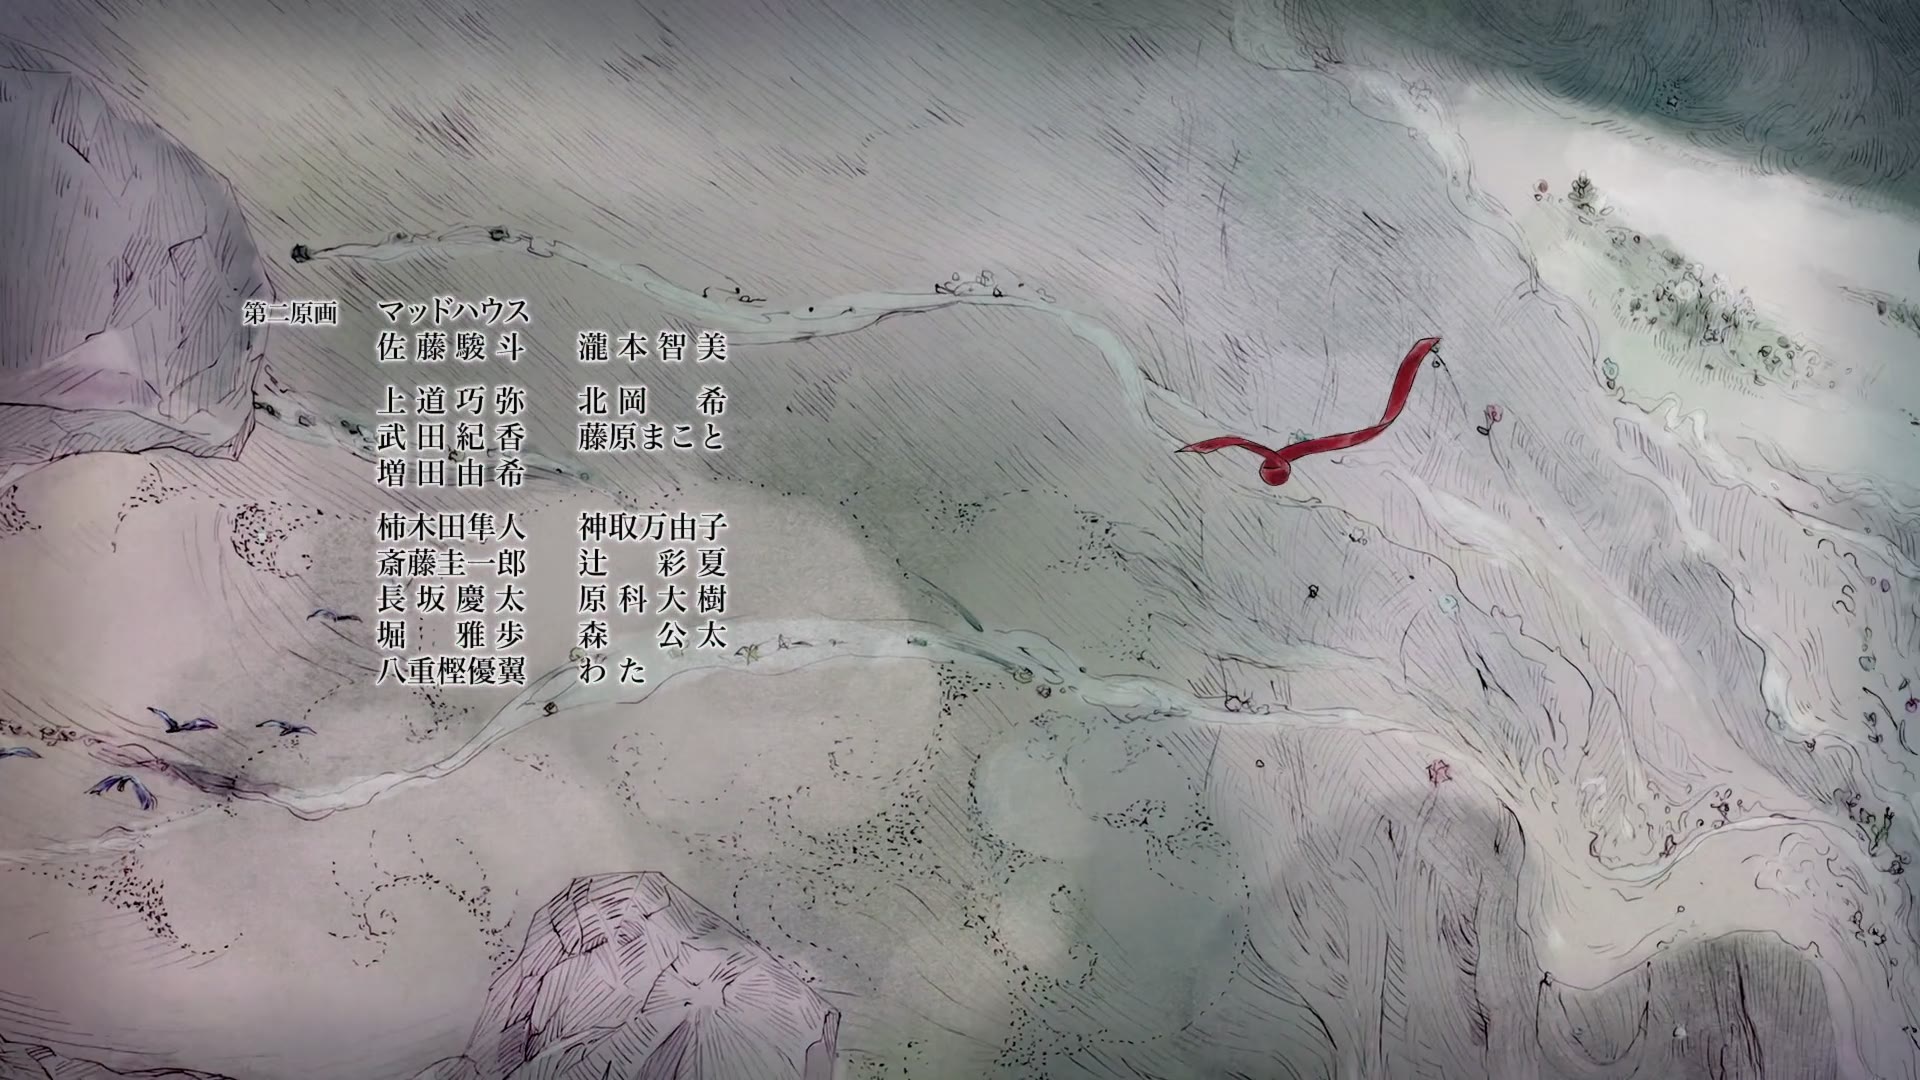 第二原画 マッドハウス
佐藤駿斗 瀧本智美
上道巧弥 北岡 希
武田紀香 藤原まこと
増田由希
柿木田隼人 神取万由子
斎藤圭一郎 辻 彩夏
長坂慶太 原科大樹
堀 雅歩 森 公太
八重樫優翼 わた